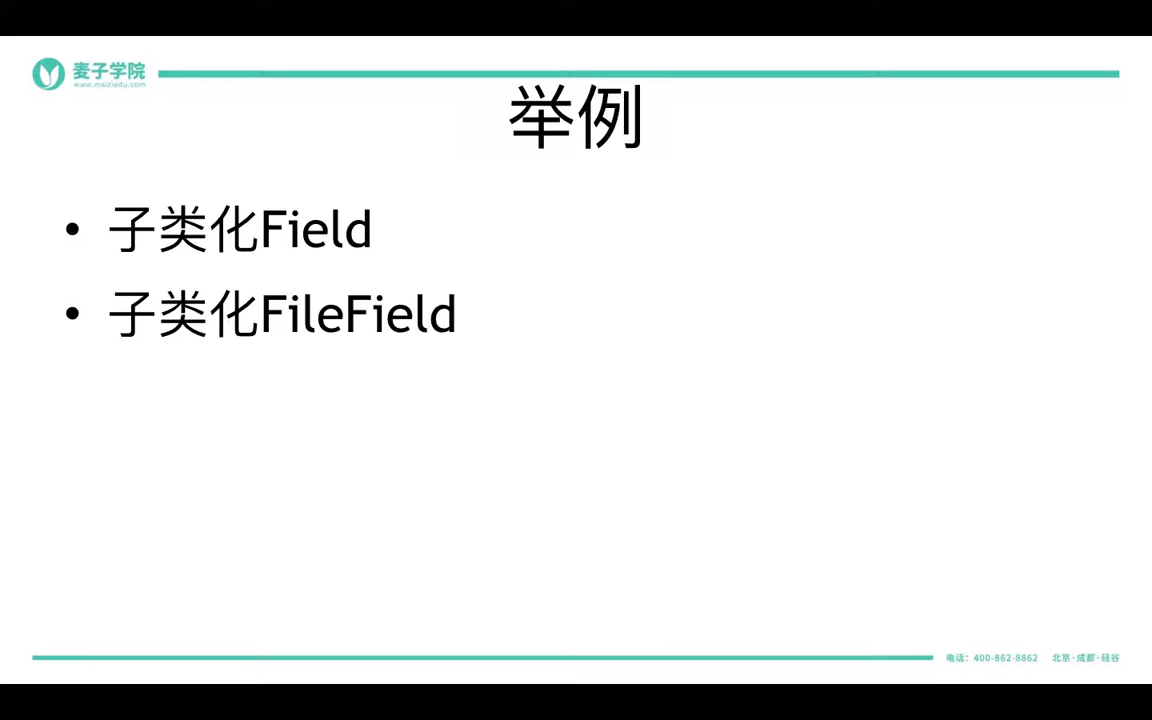 麦子学院
www.maiziedu.com
举例
• 子类化Field
• 子类化FileField
电话：400-862-8862 北京·成都·硅谷